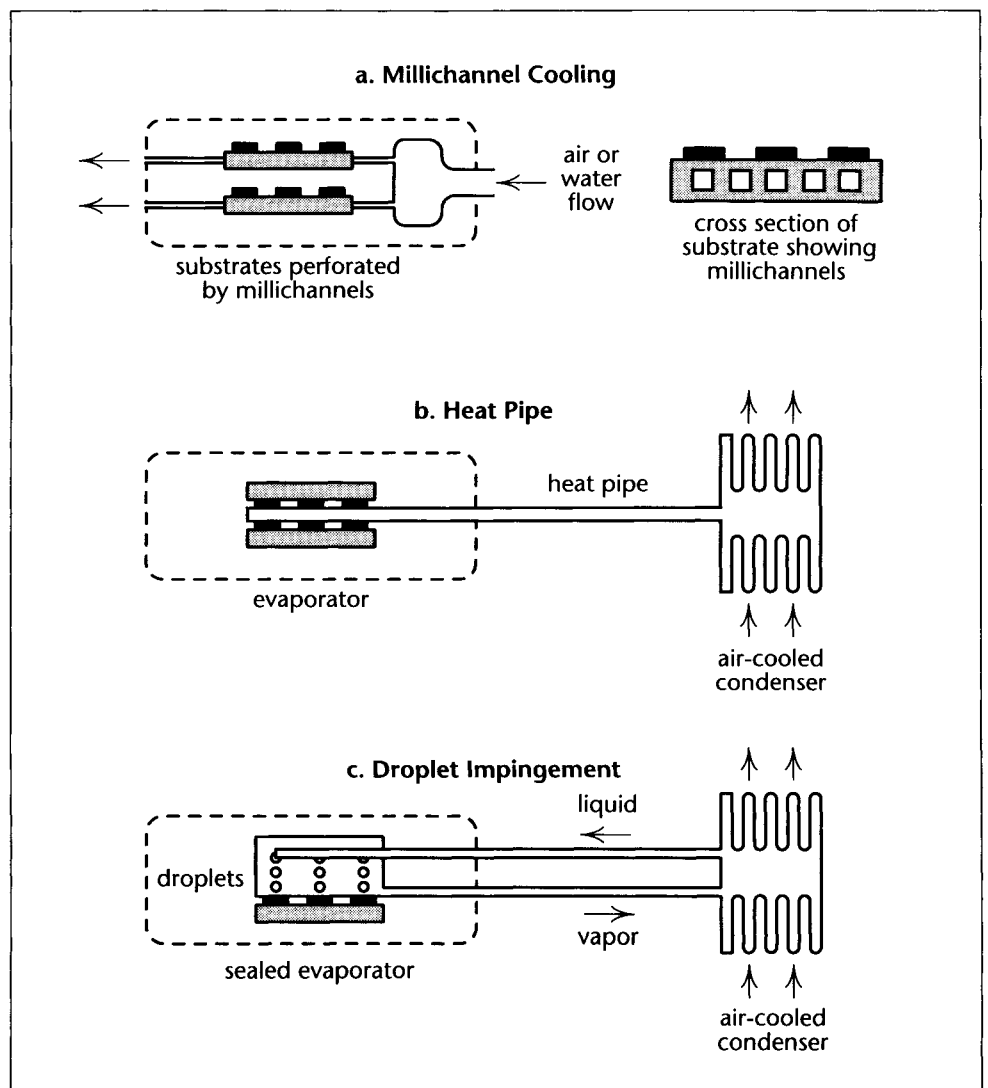 a. Millichannel Cooling
air or
water
flow
substrates perforated
by millichannels
cross section of
substrate showing
millichannels
b. Heat Pipe
heat pipe
evaporator
air-cooled
condenser
c. Droplet Impingement
liquid
droplets
vapor
sealed evaporator
air-cooled
condenser